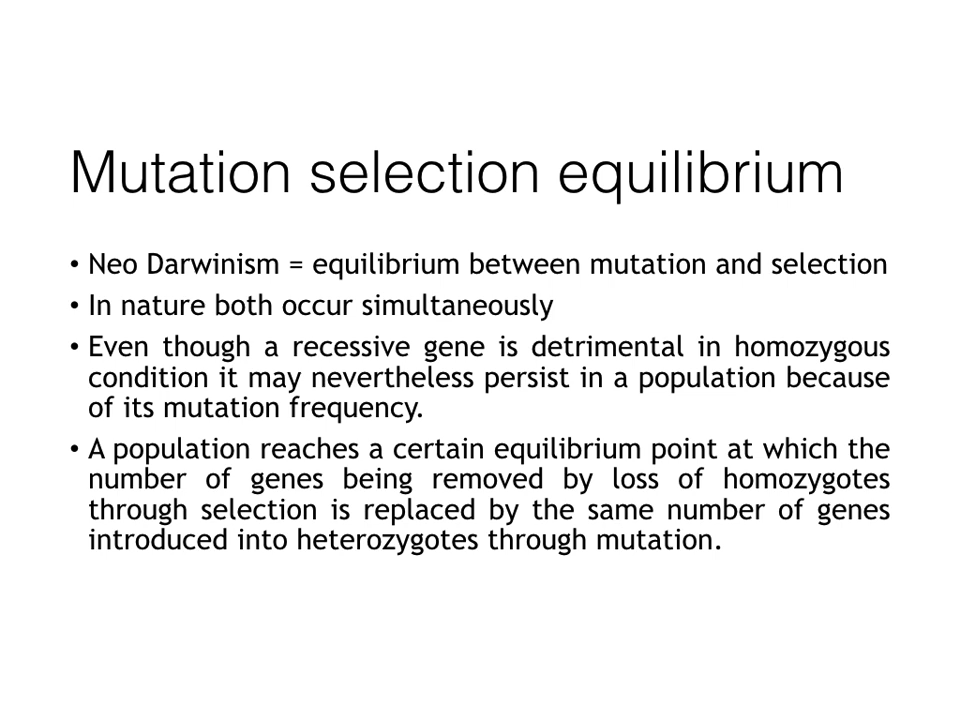 Mutation selection equilibrium
• Neo Darwinism = equilibrium between mutation and selection
• In nature both occur simultaneously
• Even though a recessive gene is detrimental in homozygous
condition it may nevertheless persist in a population because
of its mutation frequency.
• A population reaches a certain equilibrium point at which the
number of genes being removed by loss of homozygotes
through selection is replaced by the same number of genes
introduced into heterozygotes through mutation.